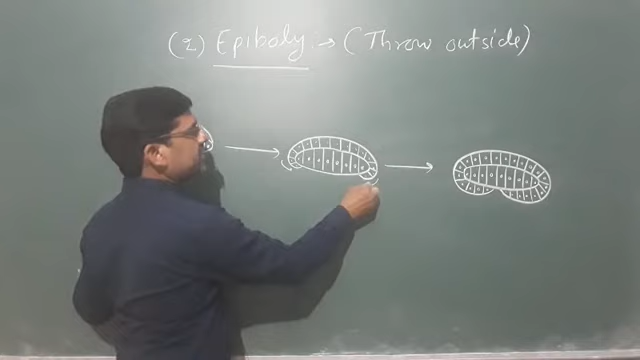 (2) Epiboly → (Throw outside)